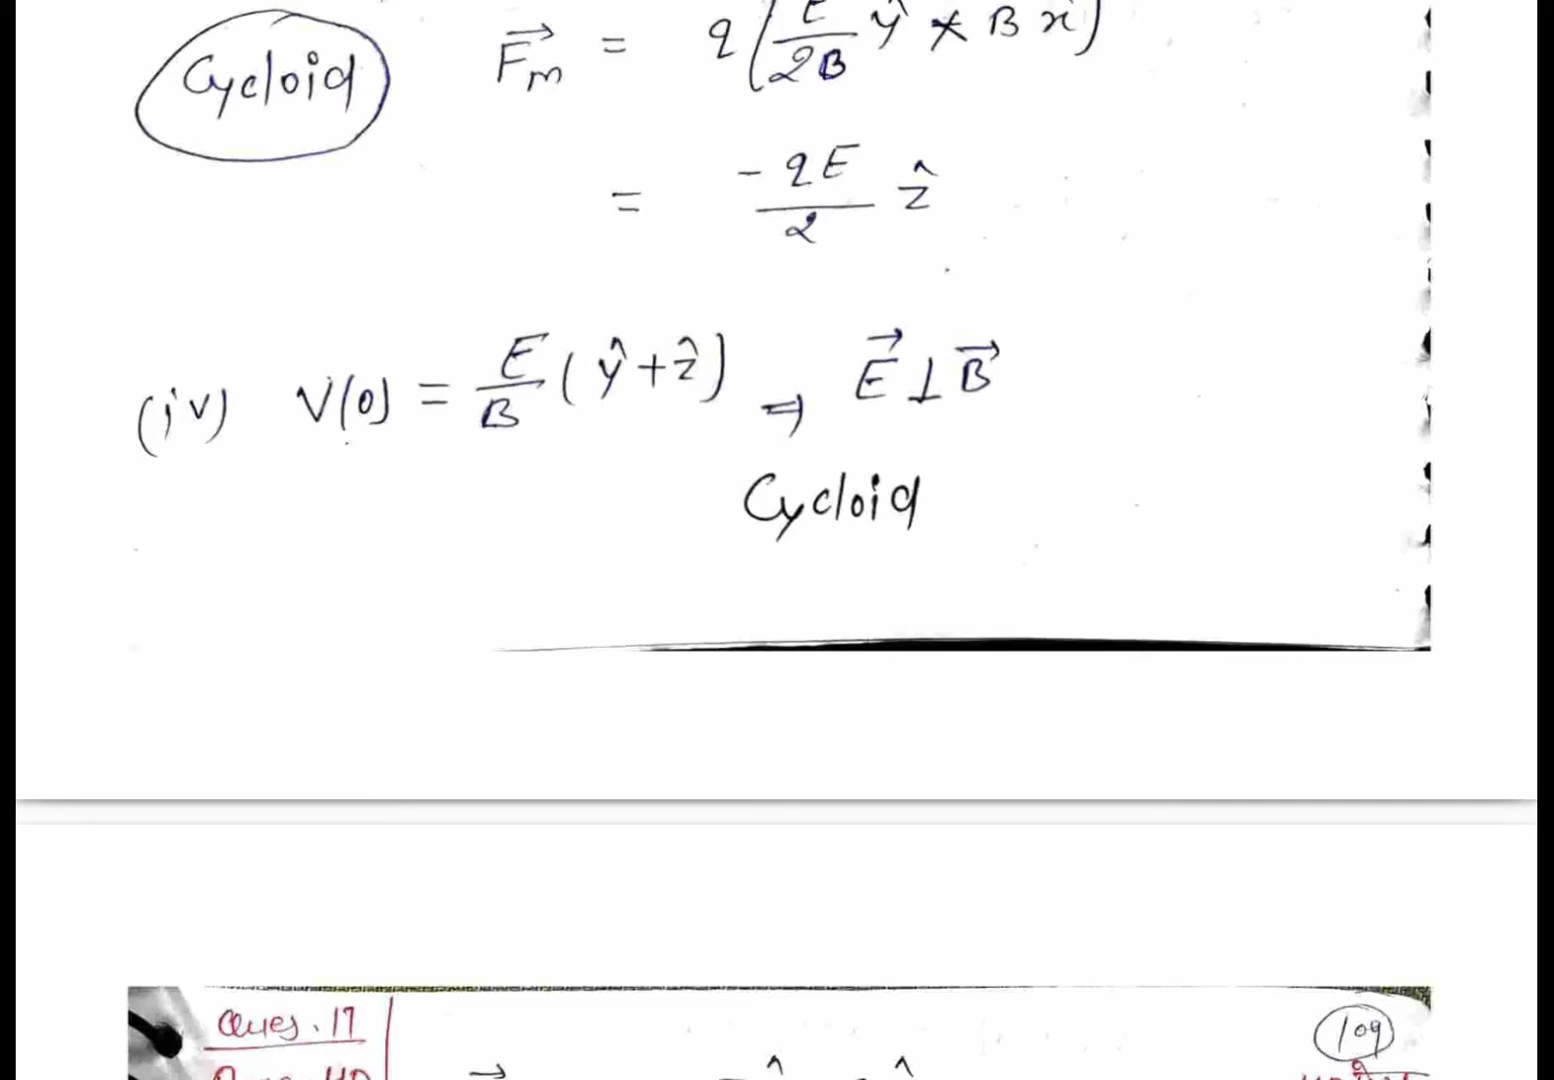 Cycloid F⃗m = q(E/2B ŷ × B x̂)
= -qE/2 ẑ
(iv) V(0) = E/B (ŷ+ẑ) ⇒ E⃗ ⊥ B⃗
Cycloid
Ques. 17
109